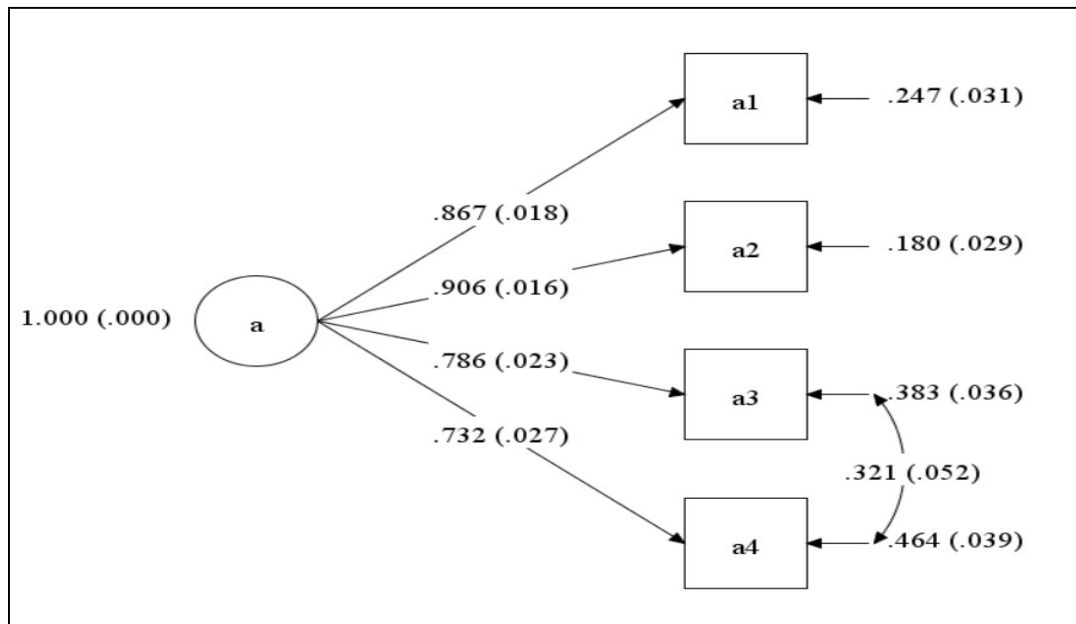 a1
.247 (.031)
.867 (.018)
a2
.180 (.029)
.906 (.016)
1.000 (.000)
a
.786 (.023)
a3
.383 (.036)
.732 (.027)
.321 (.052)
a4
.464 (.039)